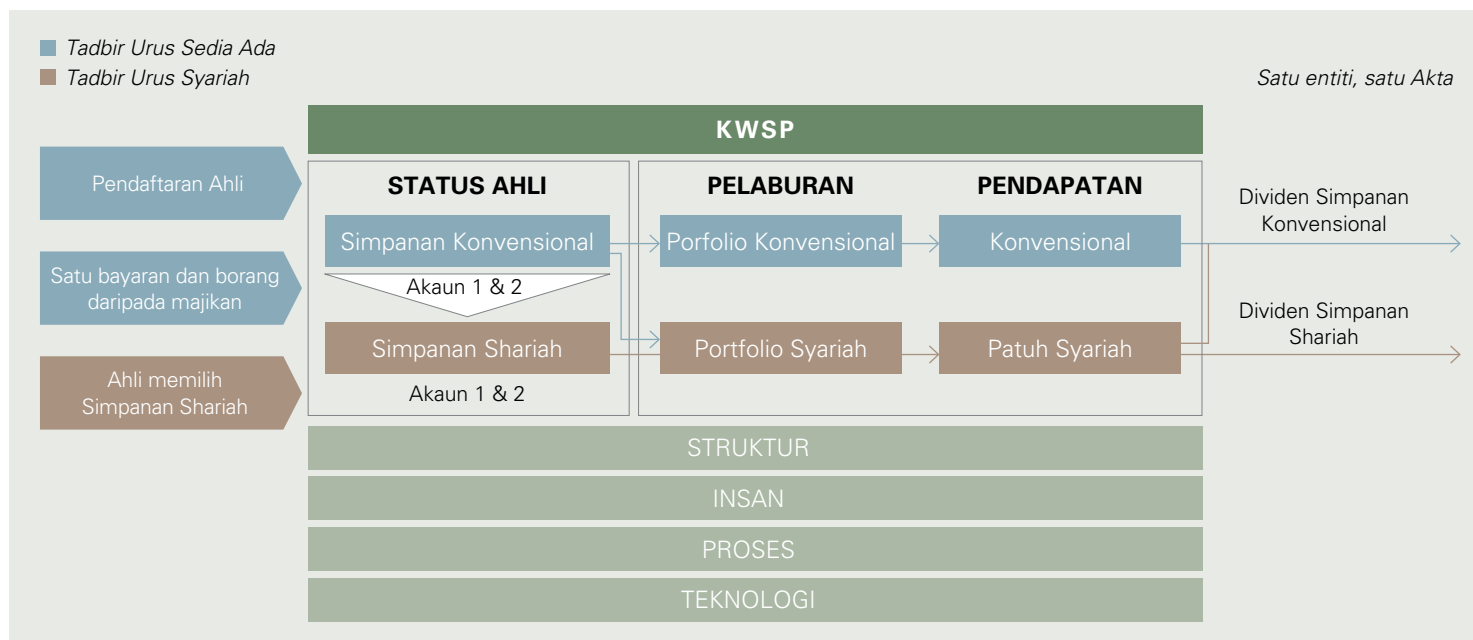 Tadbir Urus Sedia Ada
Tadbir Urus Syariah
Satu entiti, satu Akta
KWSP
Pendaftaran Ahli
Satu bayaran dan borang
daripada majikan
Ahli memilih
Simpanan Shariah
STATUS AHLI
Simpanan Konvensional
Akaun 1 & 2
Simpanan Shariah
Akaun 1 & 2
PELABURAN
Porfolio Konvensional
Portfolio Syariah
PENDAPATAN
Konvensional
Patuh Syariah
Dividen Simpanan
Konvensional
Dividen Simpanan
Shariah
STRUKTUR
INSAN
PROSES
TEKNOLOGI